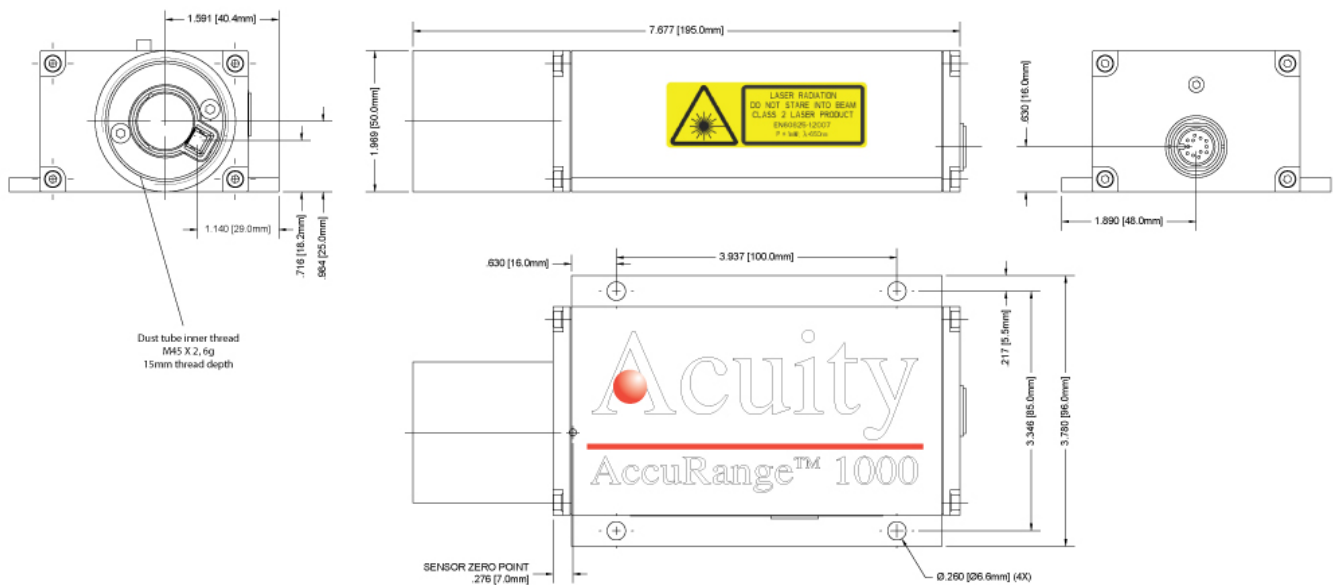 1.591 [40.4mm]
7.677 [195.0mm]
1.969 [50.0mm]
LASER RADIATION
DO NOT STARE INTO BEAM
CLASS 2 LASER PRODUCT
.630 [16.0mm]
1.140 [29.0mm]
.716 [18.2mm]
.984 [25.0mm]
1.890 [48.0mm]
Dust tube inner thread
M45 X 2, 6g
15mm thread depth
.630 [16.0mm]
3.937 [100.0mm]
.217 [5.5mm]
3.346 [85.0mm]
3.780 [96.0mm]
Acuity
AccuRange™ 1000
SENSOR ZERO POINT
.276 [7.0mm]
Ø.260 [Ø6.6mm] (4X)